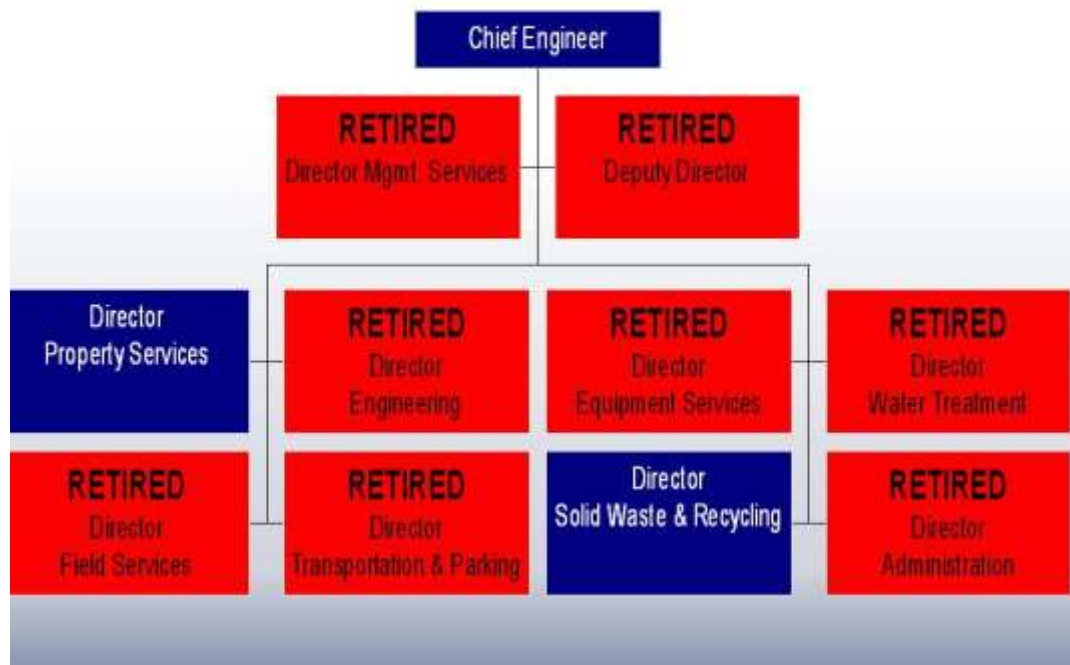 Chief Engineer
RETIRED
Director Mgmt. Services
RETIRED
Deputy Director
Director
Property Services
RETIRED
Director
Engineering
RETIRED
Director
Equipment Services
RETIRED
Director
Water Treatment
RETIRED
Director
Field Services
RETIRED
Director
Transportation & Parking
Director
Solid Waste & Recycling
RETIRED
Director
Administration